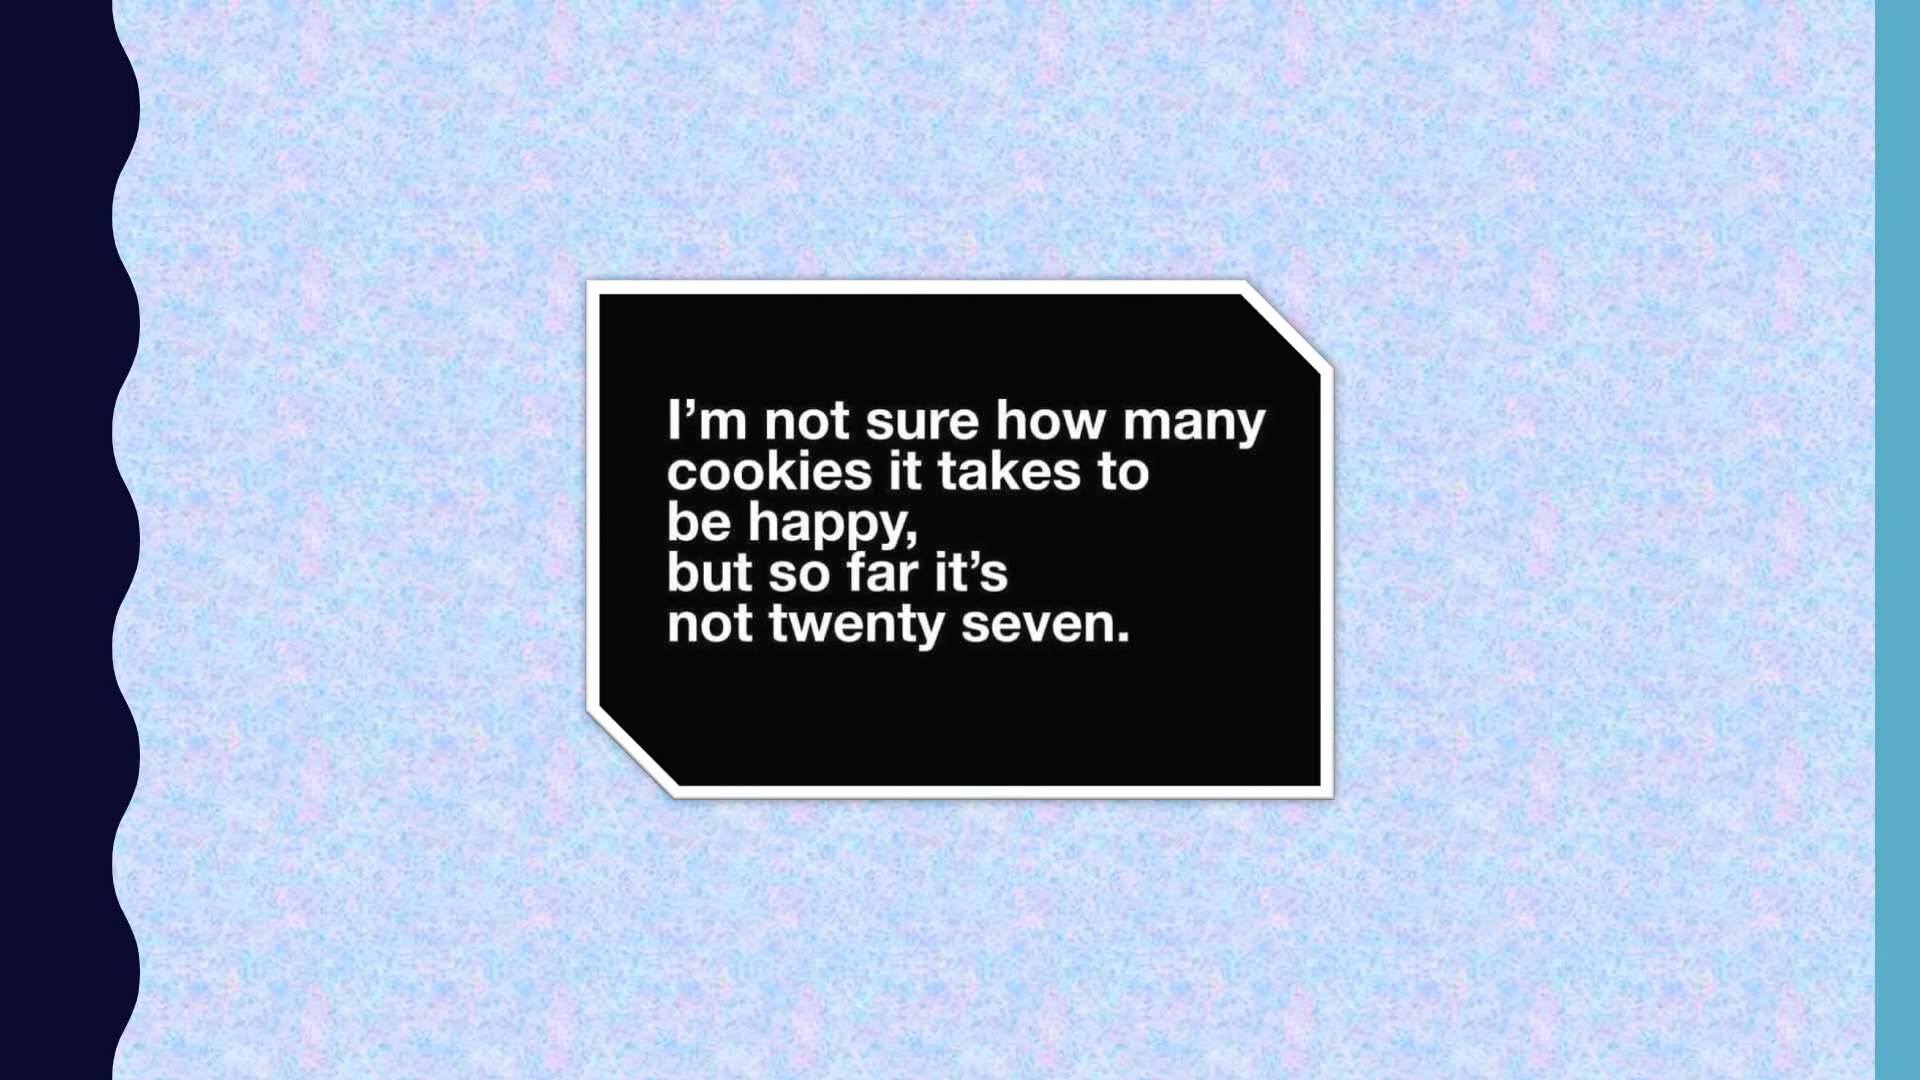 I’m not sure how many
cookies it takes to
be happy,
but so far it’s
not twenty seven.